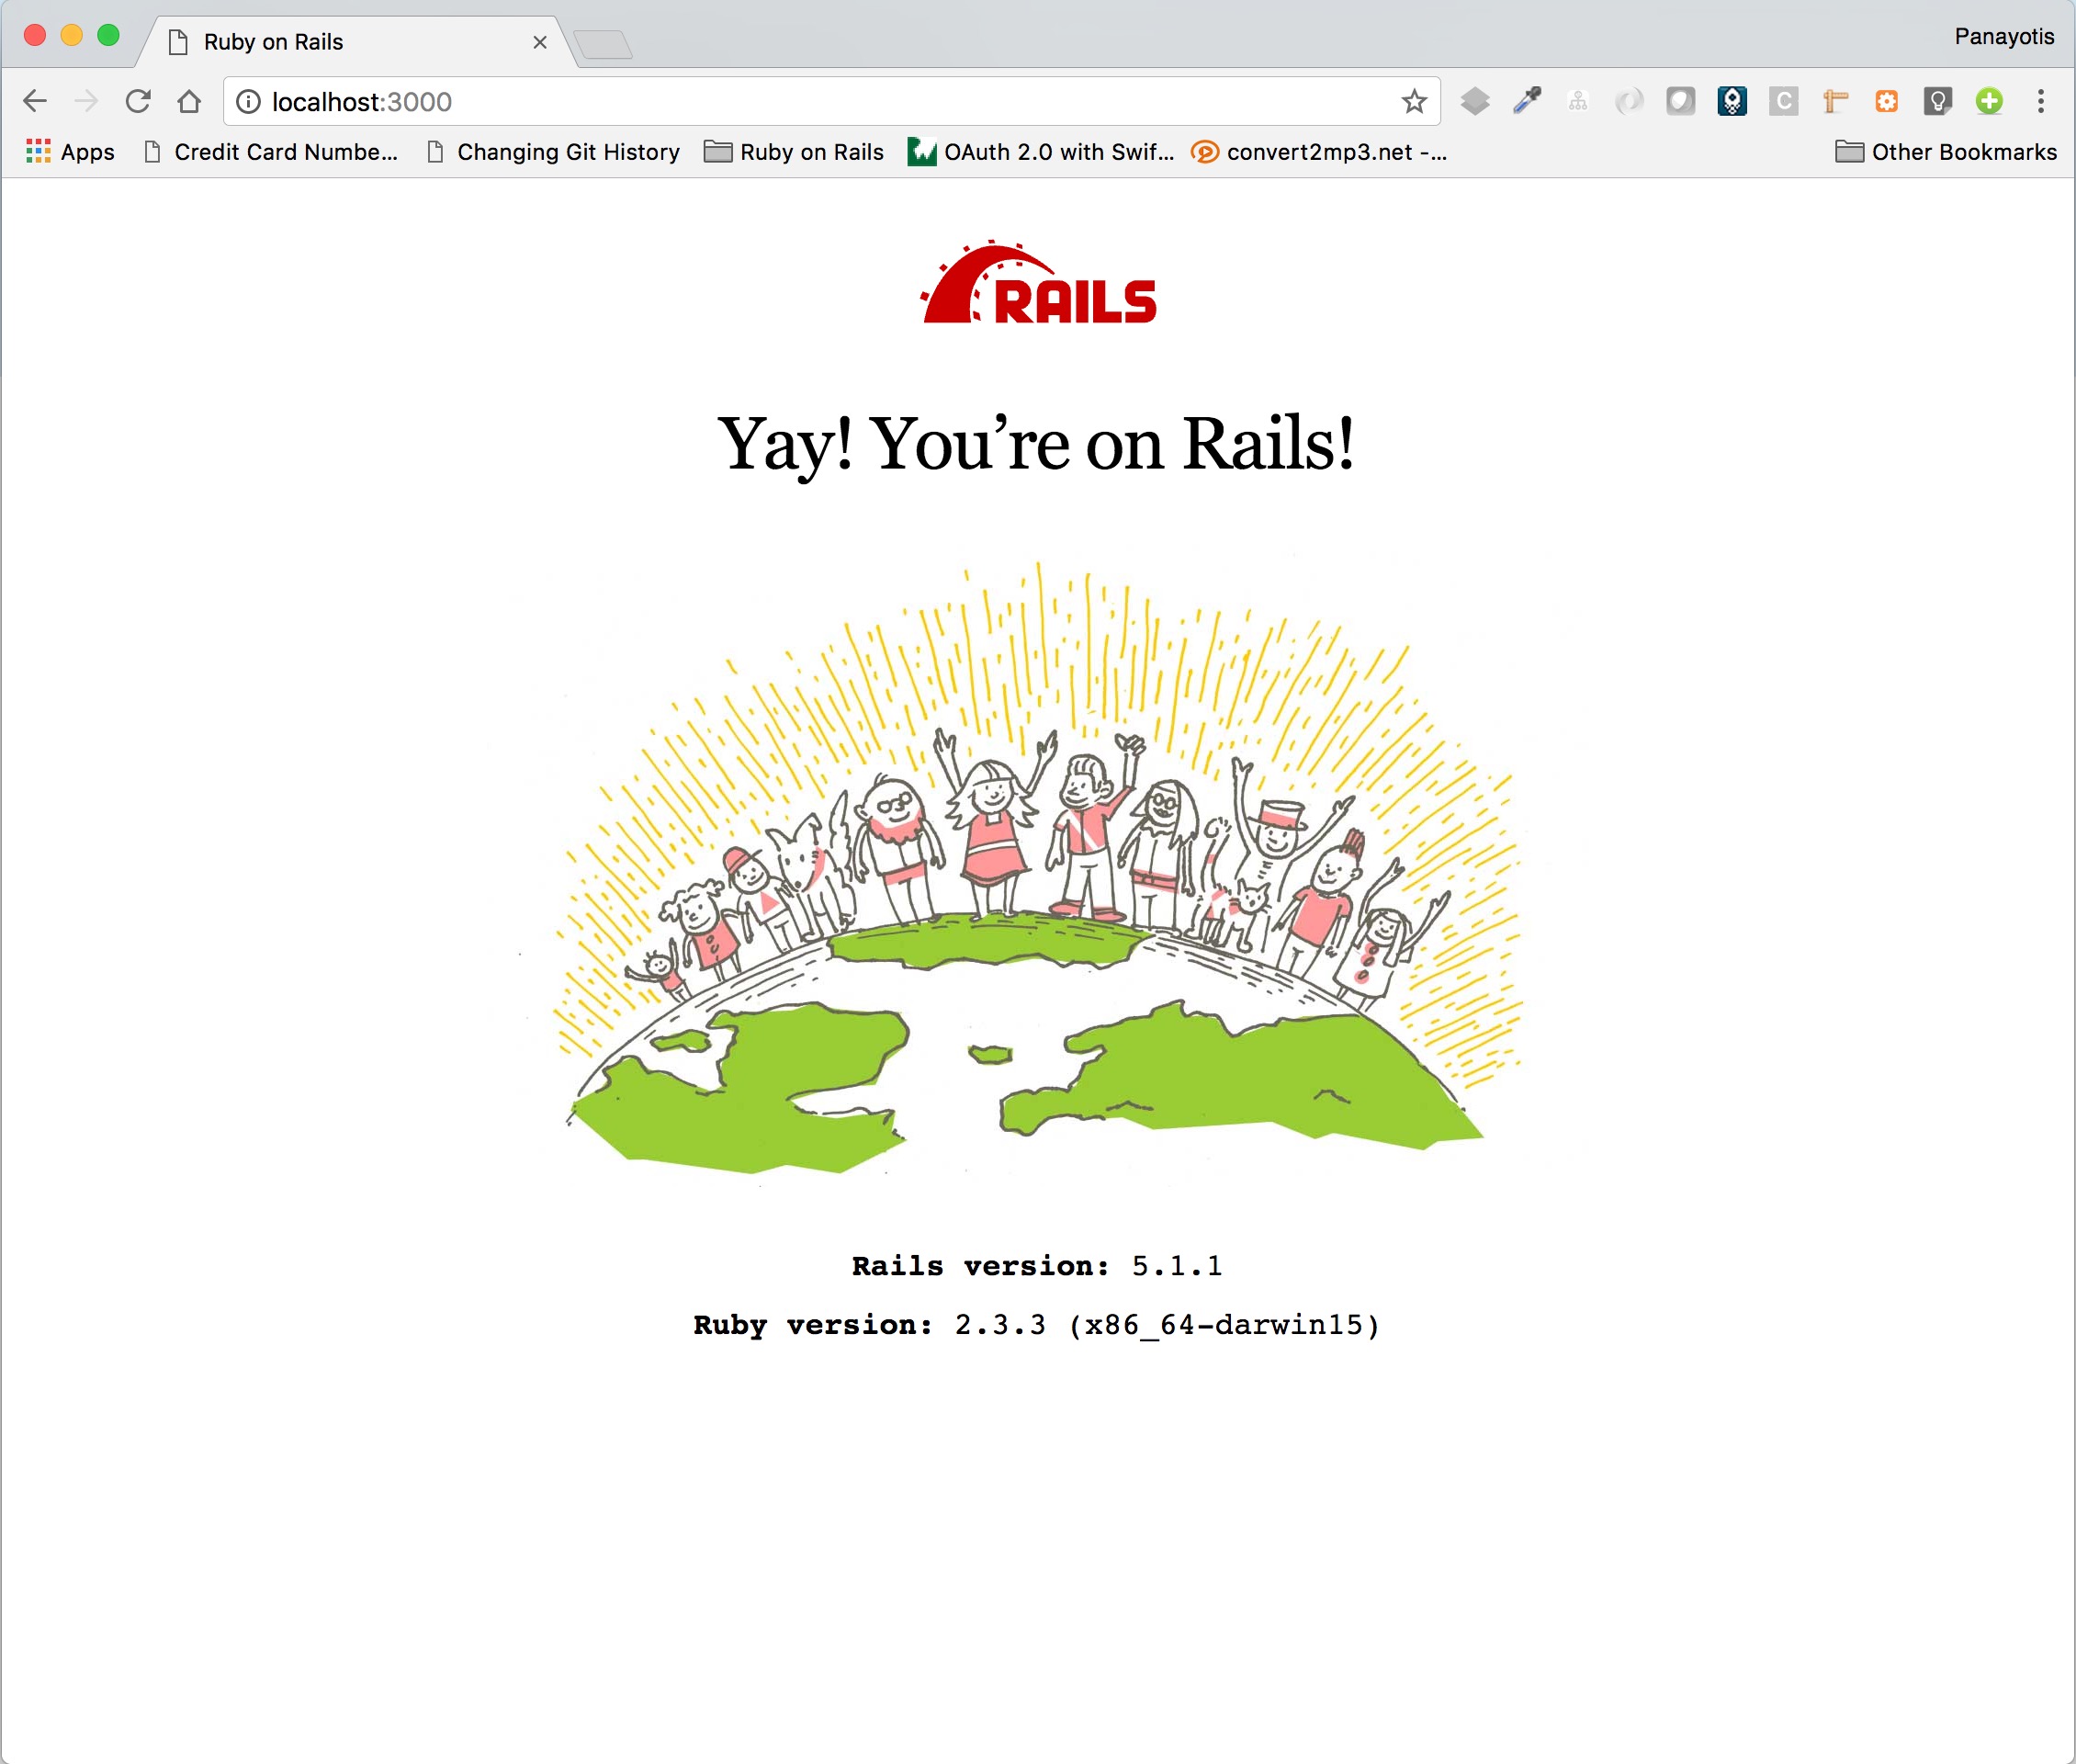 Ruby on Rails
Panayotis
localhost:3000
Apps
Credit Card Numbe...
Changing Git History
Ruby on Rails
OAuth 2.0 with Swif...
convert2mp3.net -...
Other Bookmarks
RAILS
Yay! You’re on Rails!
Rails version: 5.1.1
Ruby version: 2.3.3 (x86_64-darwin15)